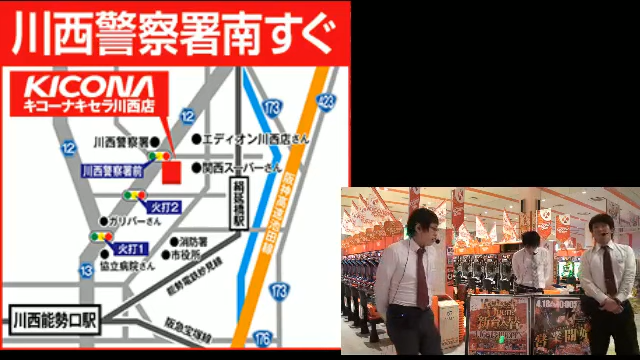 川西警察署南すぐ
KICONA
キコーナキセラ川西店
12
173
423
川西警察署
エディオン川西店さん
12
川西警察署前
関西スーパーさん
火打2
絹延橋駅
阪神高速池田線
ガリバーさん
火打1
消防署
市役所
協立病院さん
能勢電鉄妙見線
13
173
川西能勢口駅
阪急宝塚線
176